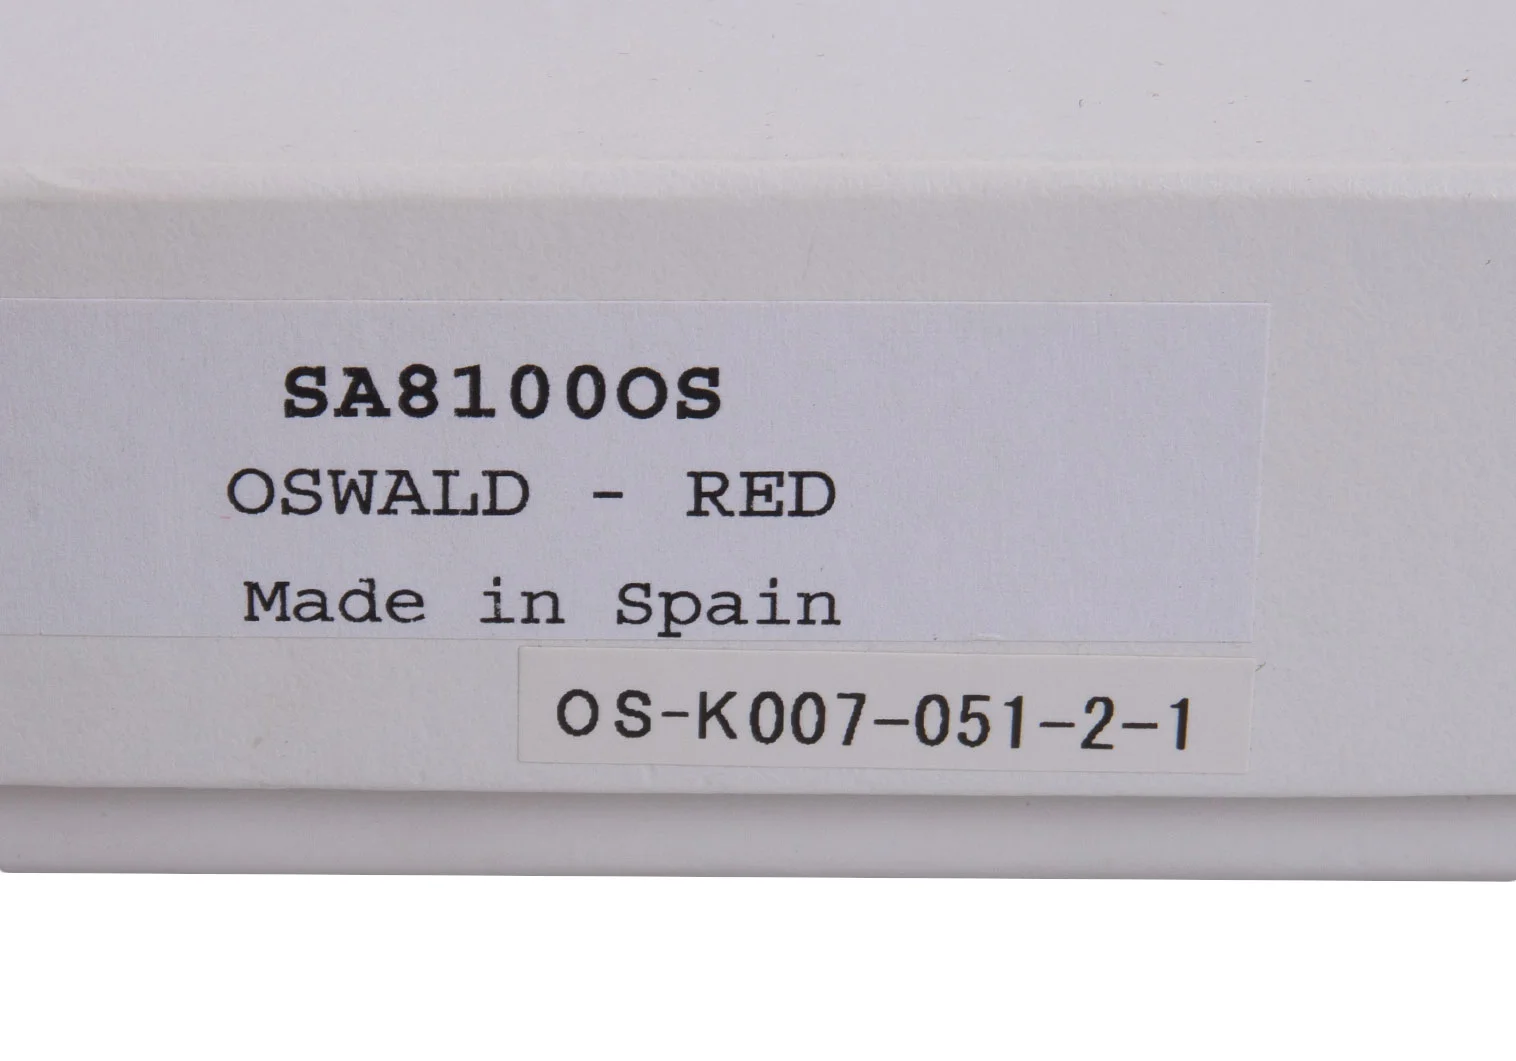 SA8100OS
OSWALD - RED
Made in Spain
OS-K007-051-2-1